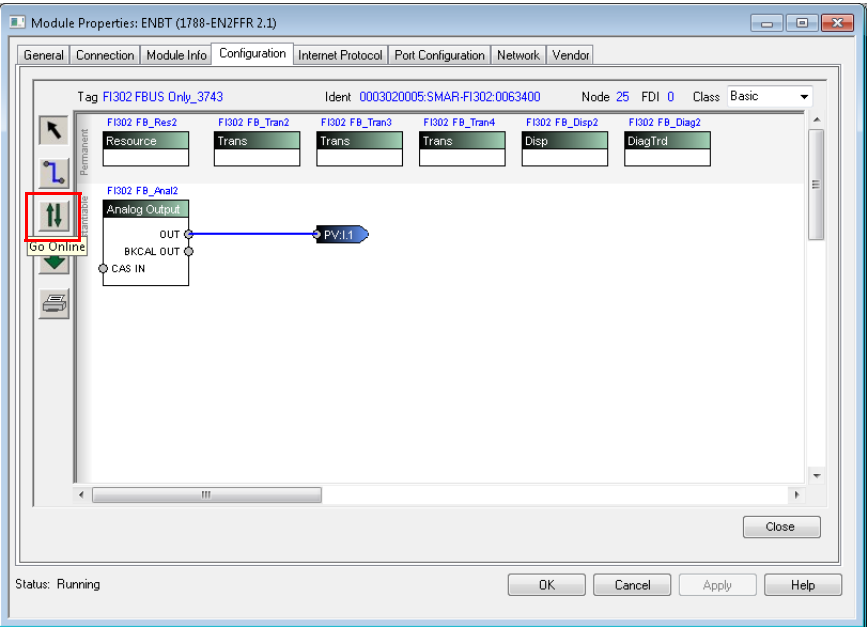 Module Properties: ENBT (1788-EN2FFR 2.1)
General Connection Module Info Configuration Internet Protocol Port Configuration Network Vendor
Tag FI302 FBUS Only_3743 Ident 0003020005:SMAR-FI302:0063400 Node 25 FDI 0 Class Basic
Permanent
FI302 FB_Res2 FI302 FB_Tran2 FI302 FB_Tran3 FI302 FB_Tran4 FI302 FB_Disp2 FI302 FB_Diag2
Resource Trans Trans Trans Disp DiagTrd
FI302 FB_Anal2
Analog Output
OUT PV:I.1
Go Online
BKCAL OUT
CAS IN
Close
Status: Running OK Cancel Apply Help